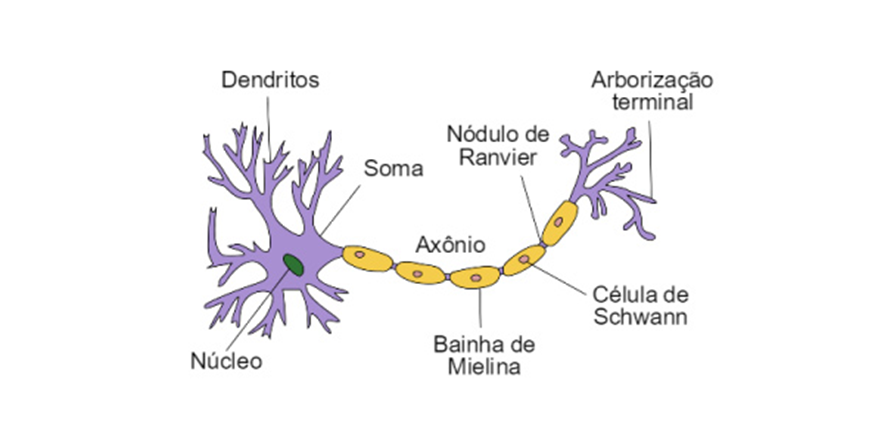 Dendritos
Arborização
terminal
Nódulo de
Ranvier
Soma
Axônio
Célula de
Schwann
Bainha de
Mielina
Núcleo